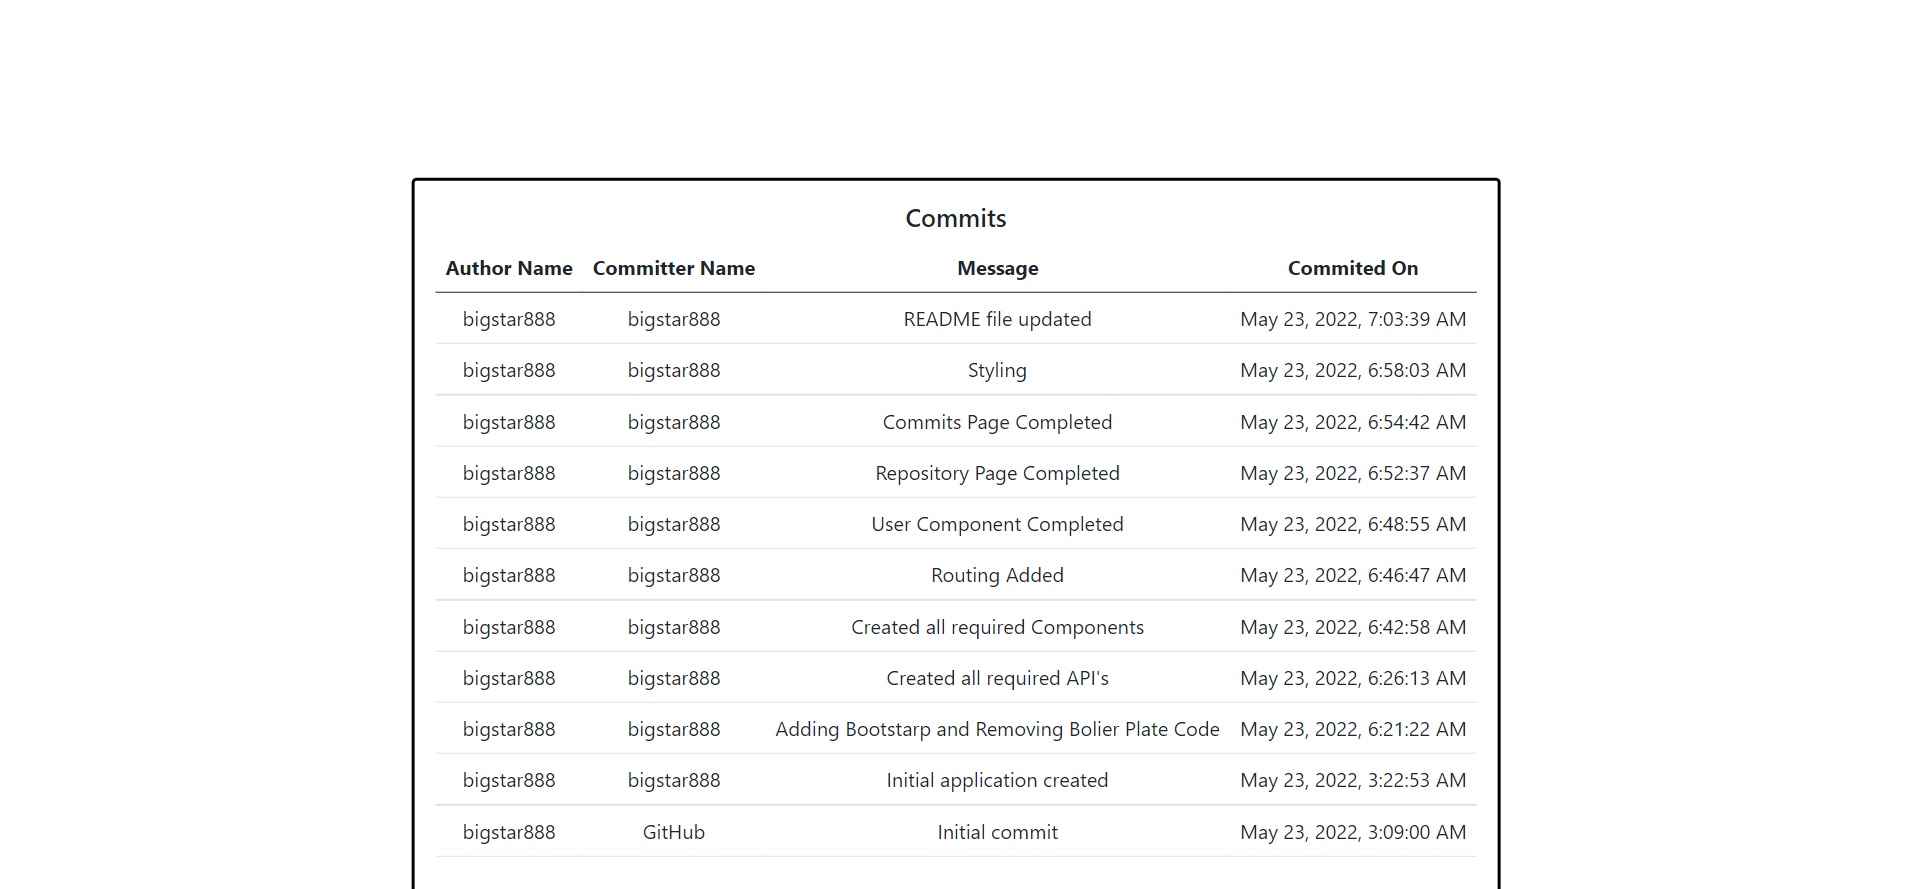 Commits
Author Name Committer Name Message Commited On
bigstar888 bigstar888 README file updated May 23, 2022, 7:03:39 AM
bigstar888 bigstar888 Styling May 23, 2022, 6:58:03 AM
bigstar888 bigstar888 Commits Page Completed May 23, 2022, 6:54:42 AM
bigstar888 bigstar888 Repository Page Completed May 23, 2022, 6:52:37 AM
bigstar888 bigstar888 User Component Completed May 23, 2022, 6:48:55 AM
bigstar888 bigstar888 Routing Added May 23, 2022, 6:46:47 AM
bigstar888 bigstar888 Created all required Components May 23, 2022, 6:42:58 AM
bigstar888 bigstar888 Created all required API's May 23, 2022, 6:26:13 AM
bigstar888 bigstar888 Adding Bootstarp and Removing Bolier Plate Code May 23, 2022, 6:21:22 AM
bigstar888 bigstar888 Initial application created May 23, 2022, 3:22:53 AM
bigstar888 GitHub Initial commit May 23, 2022, 3:09:00 AM